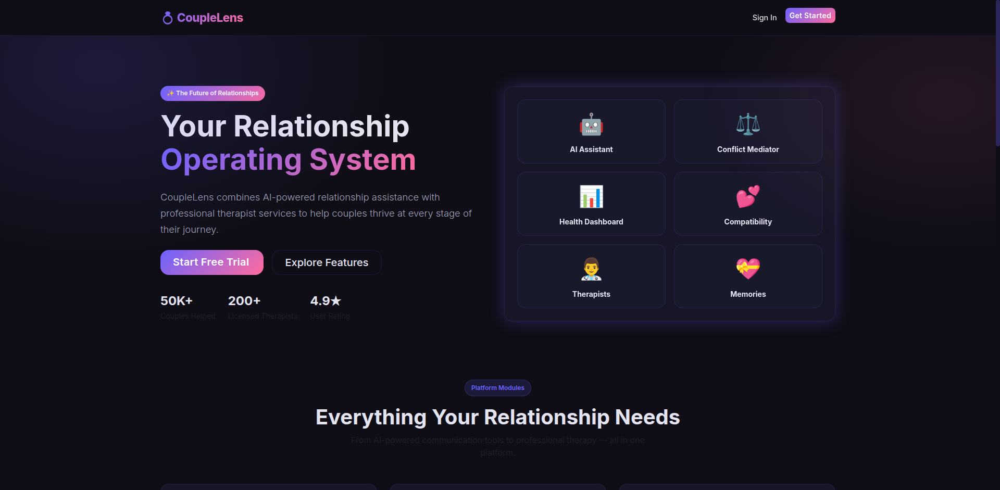 CoupleLens
Sign In
Get Started
✨ The Future of Relationships
Your Relationship
Operating System
CoupleLens combines AI-powered relationship assistance with
professional therapist services to help couples thrive at every stage of
their journey.
Start Free Trial
Explore Features
50K+
200+
4.9★
Couples Helped
Licensed Therapists
User Rating
AI Assistant
Conflict Mediator
Health Dashboard
Compatibility
Therapists
Memories
Platform Modules
Everything Your Relationship Needs
From AI-powered communication tools to professional therapy — all in one
platform.